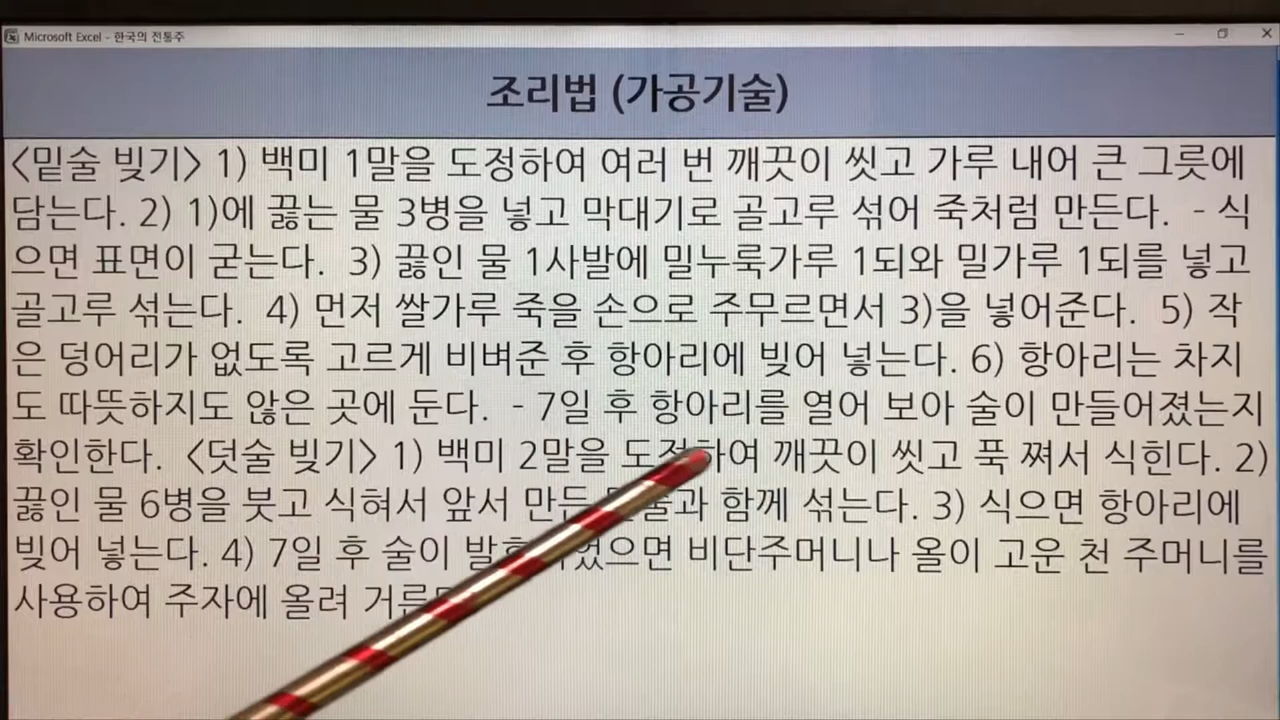 Microsoft Excel - 한국의 전통주
조리법 (가공기술)
<밑술 빚기> 1) 백미 1말을 도정하여 여러 번 깨끗이 씻고 가루 내어 큰 그릇에
담는다. 2) 1)에 끓는 물 3병을 넣고 막대기로 골고루 섞어 죽처럼 만든다. - 식
으면 표면이 굳는다. 3) 끓인 물 1사발에 밀누룩가루 1되와 밀가루 1되를 넣고
골고루 섞는다. 4) 먼저 쌀가루 죽을 손으로 주무르면서 3)을 넣어준다. 5) 작
은 덩어리가 없도록 고르게 비벼준 후 항아리에 빚어 넣는다. 6) 항아리는 차지
도 따뜻하지도 않은 곳에 둔다. - 7일 후 항아리를 열어 보아 술이 만들어졌는지
확인한다. <덧술 빚기> 1) 백미 2말을 도정하여 깨끗이 씻고 푹 쪄서 식힌다. 2)
끓인 물 6병을 붓고 식혀서 앞서 만든 함께 섞는다. 3) 식으면 항아리에
빚어 넣는다. 4) 7일 후 술이 비단주머니나 올이 고운 천 주머니를
사용하여 주자에 올려